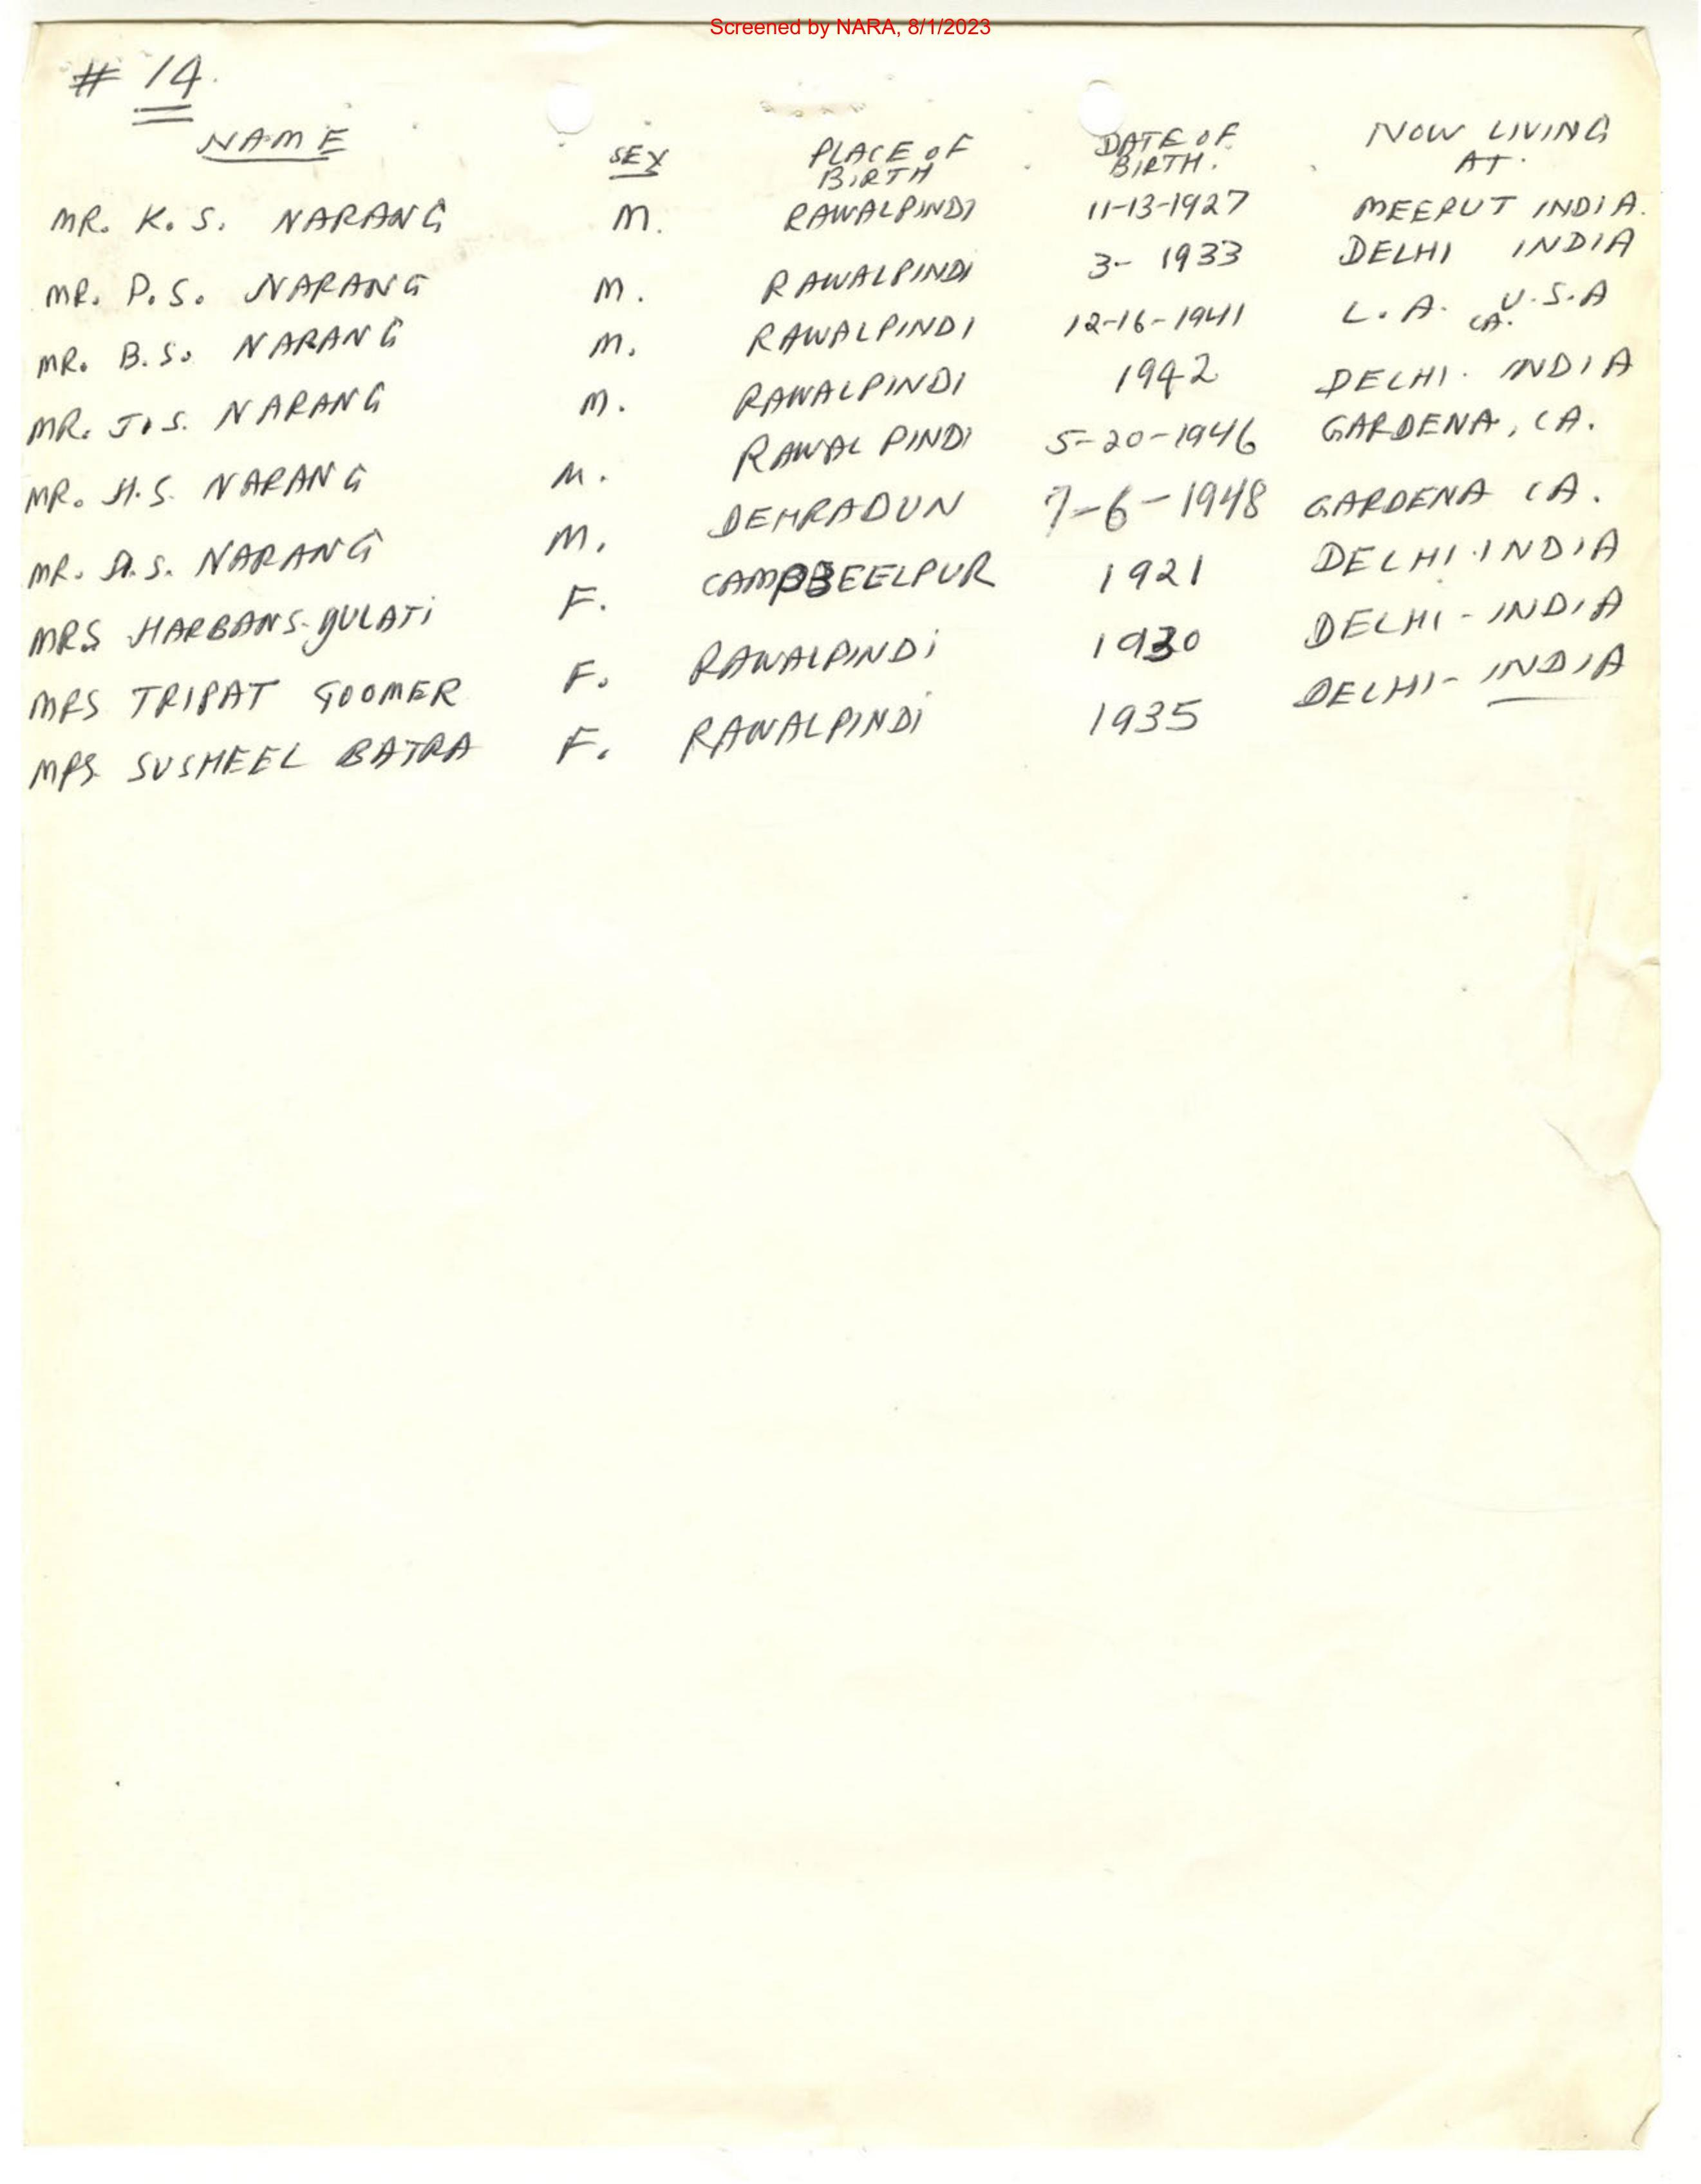 Screened by NARA, 8/1/2023
# 14.
NAME SEX PLACE OF BIRTH DATE OF BIRTH. NOW LIVING AT.
MR. K. S. NARANG M. RAWALPINDI 11-13-1927 MEERUT INDIA.
MR. P. S. NARANG M. RAWALPINDI 3- 1933 DELHI INDIA
MR. B. S. NARANG M. RAWALPINDI 12-16-1941 L. A. CA. U.S.A
MR. J. S. NARANG M. RAWALPINDI 1942 DELHI. INDIA
MR. H. S. NARANG M. RAWALPINDI 5-20-1946 GARDENA, CA.
MR. A. S. NARANG M. DEHRADUN 7-6-1948 GARDENA CA.
MRS HARBANS GULATI F. CAMPBEELPUR 1921 DELHI INDIA
MRS TRIPAT GOOMER F. RAWALPINDI 1930 DELHI - INDIA
MRS SUSHEEL BATRA F. RAWALPINDI 1935 DELHI - INDIA